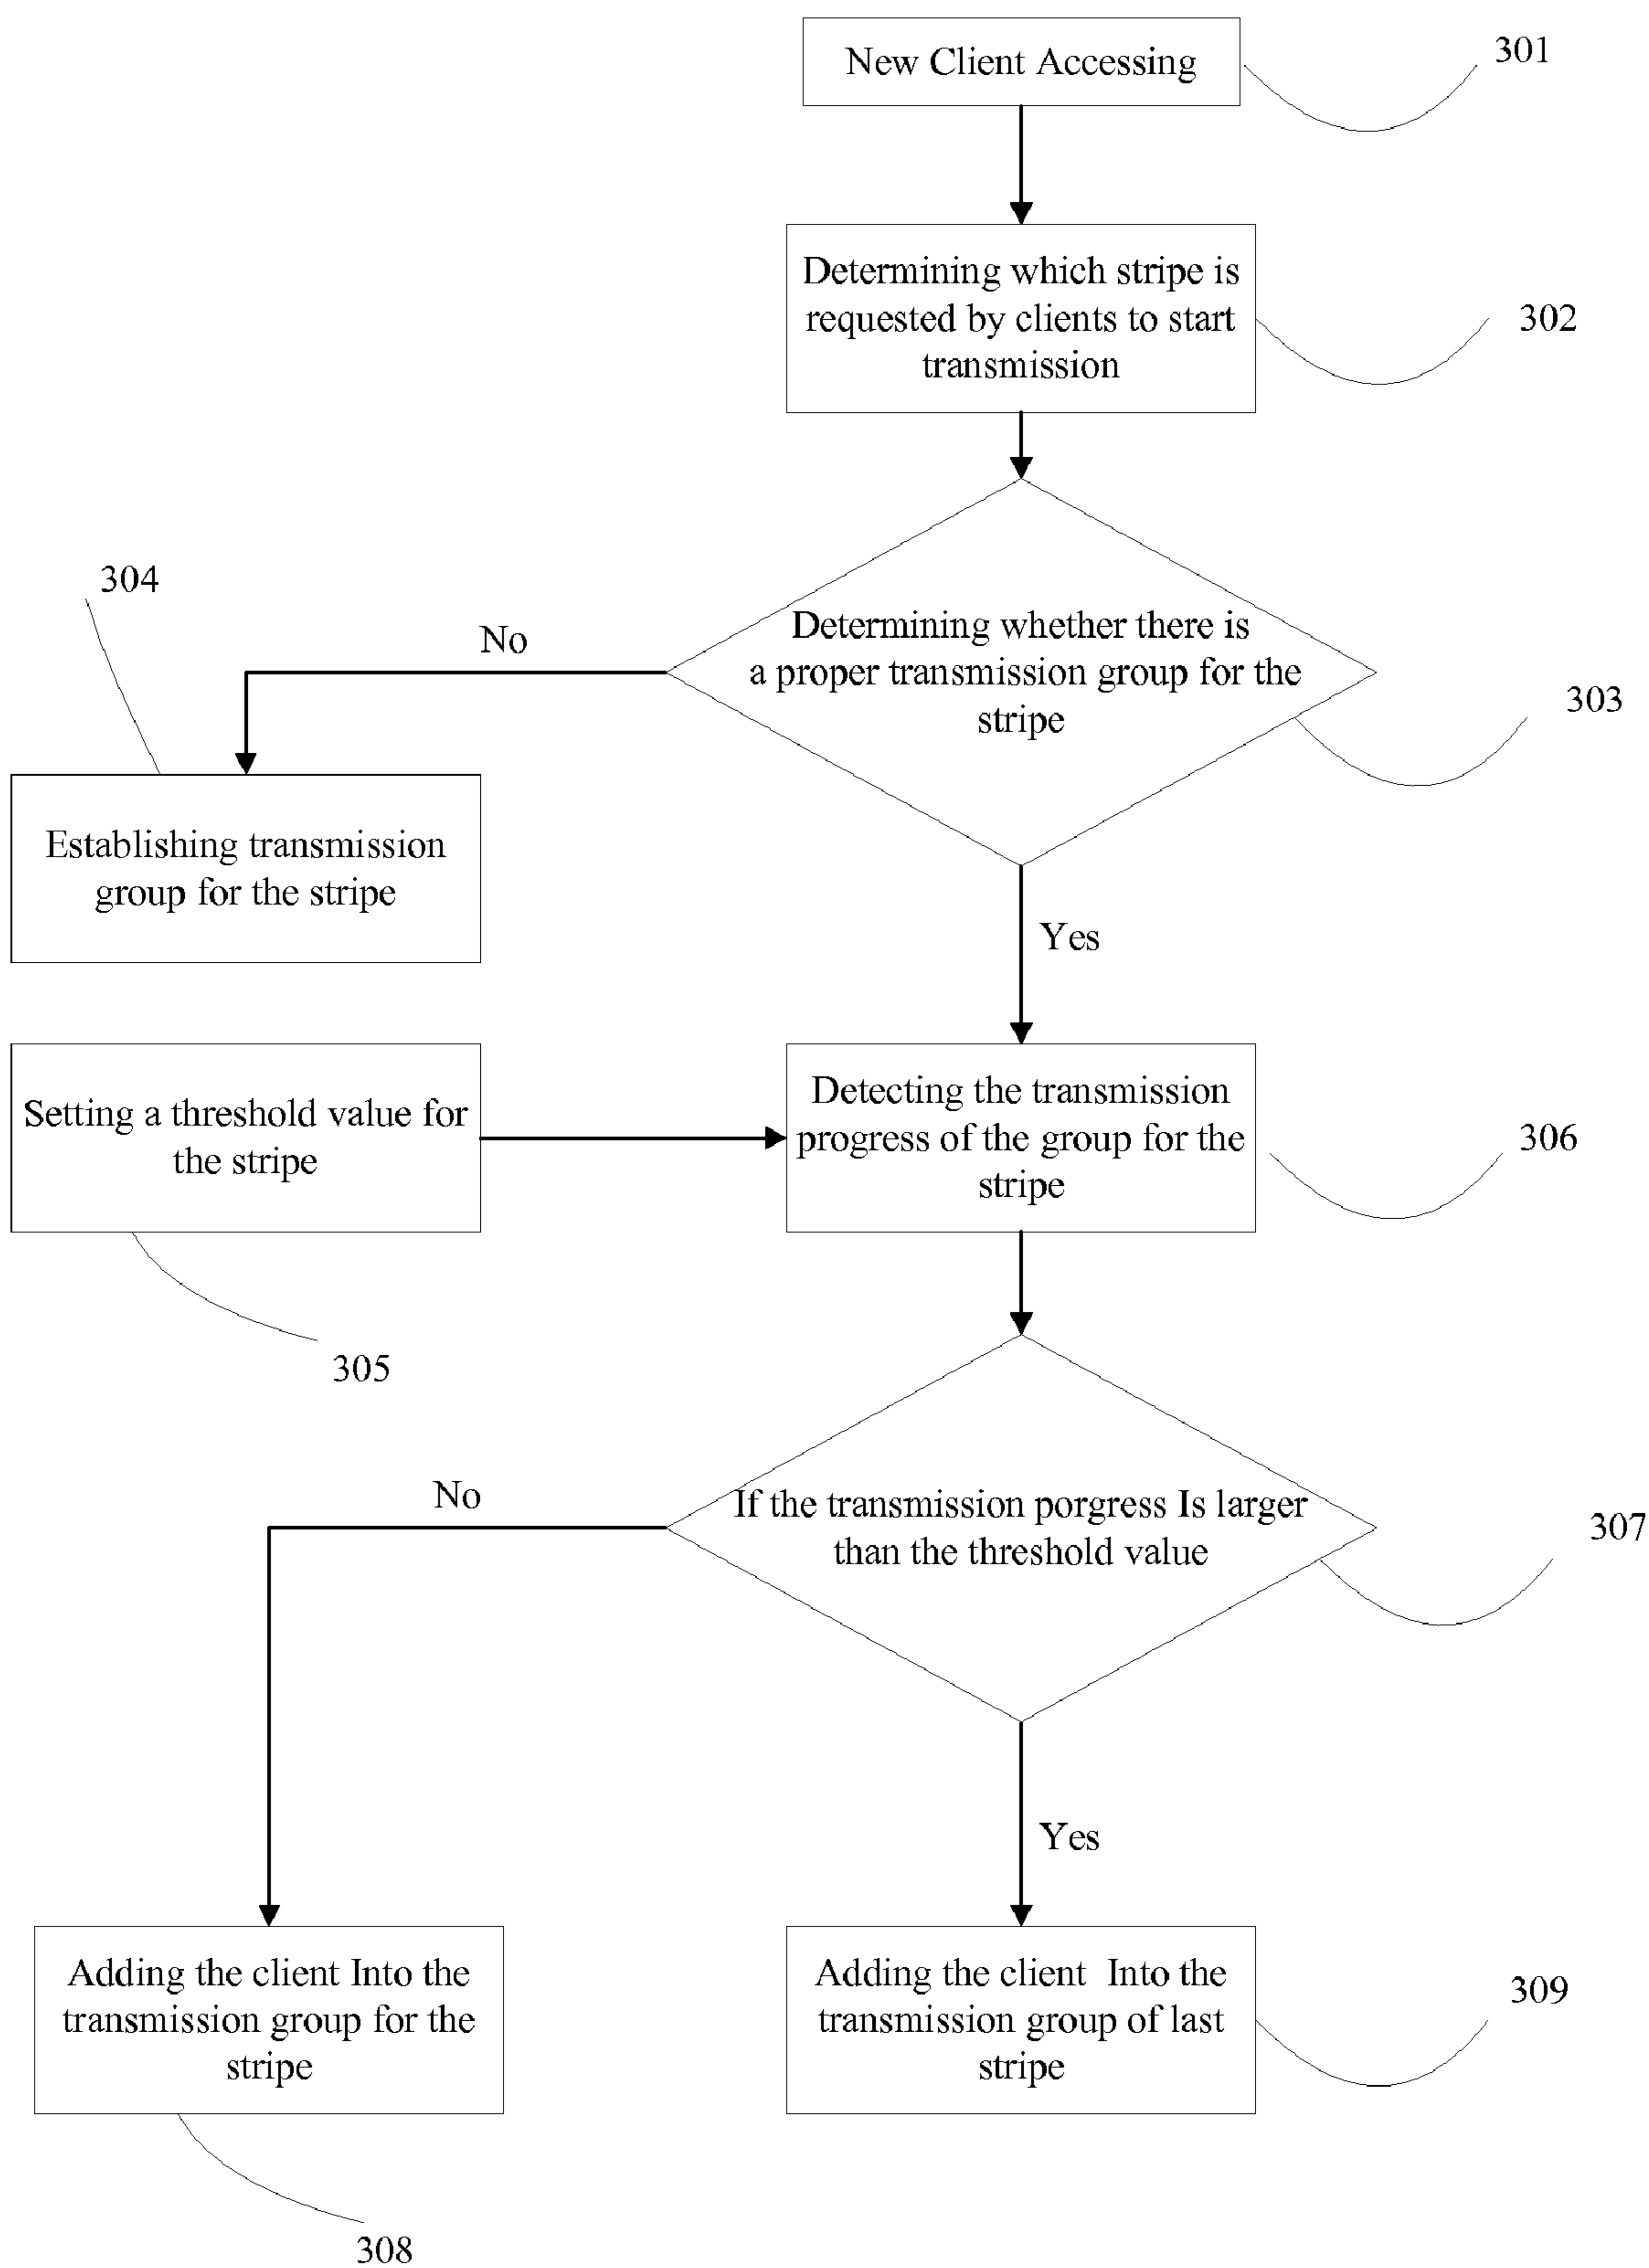 New Client Accessing
301
Determining which stripe is
requested by clients to start
transmission
302
304
No
Determining whether there is
a proper transmission group for the
stripe
303
Establishing transmission
group for the stripe
Yes
Setting a threshold value for
the stripe
Detecting the transmission
progress of the group for the
stripe
306
305
No
If the transmission porgress Is larger
than the threshold value
307
Yes
Adding the client Into the
transmission group for the
stripe
Adding the client Into the
transmission group of last
stripe
309
308